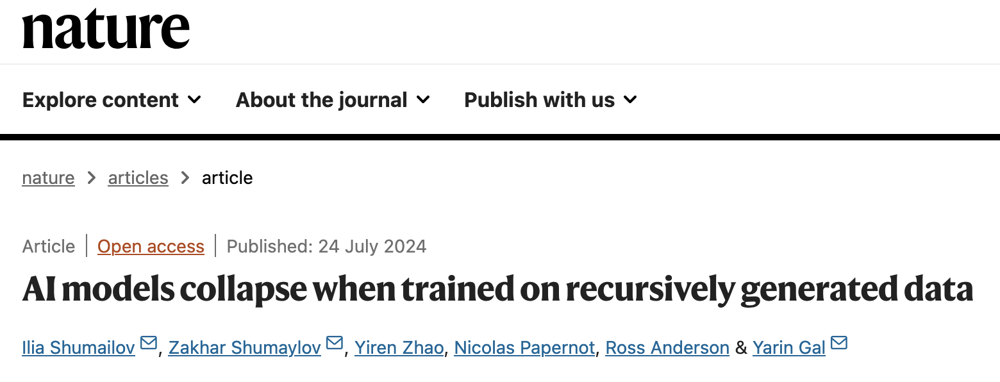 nature
Explore content About the journal Publish with us
nature > articles > article
Article | Open access | Published: 24 July 2024
AI models collapse when trained on recursively generated data
Ilia Shumailov, Zakhar Shumaylov, Yiren Zhao, Nicolas Papernot, Ross Anderson & Yarin Gal